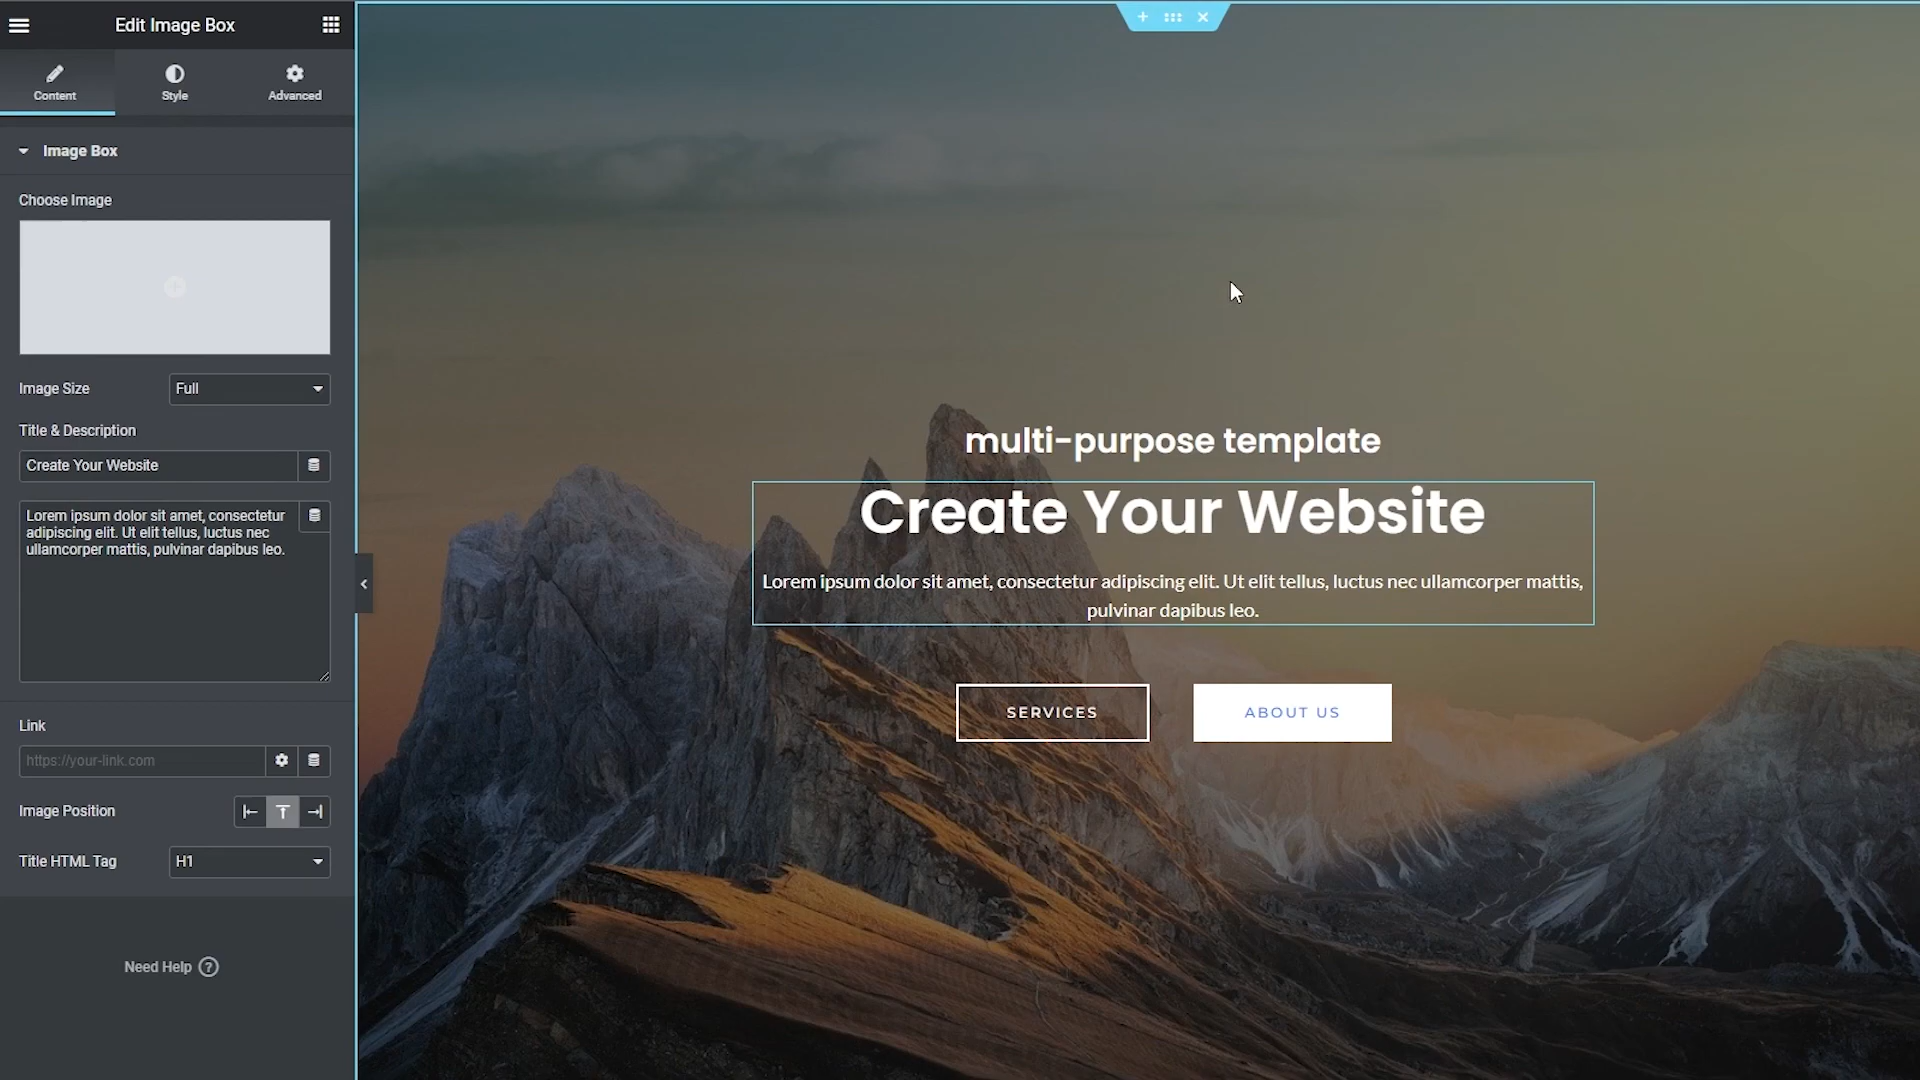 Edit Image Box
Content
Style
Advanced
Image Box
Choose Image
Image Size
Full
Title & Description
Create Your Website
Lorem ipsum dolor sit amet, consectetur
adipiscing elit. Ut elit tellus, luctus nec
ullamcorper mattis, pulvinar dapibus leo.
Link
https://your-link.com
Image Position
Title HTML Tag
H1
Need Help ?
multi-purpose template
Create Your Website
Lorem ipsum dolor sit amet, consectetur adipiscing elit. Ut elit tellus, luctus nec ullamcorper mattis,
pulvinar dapibus leo.
SERVICES
ABOUT US